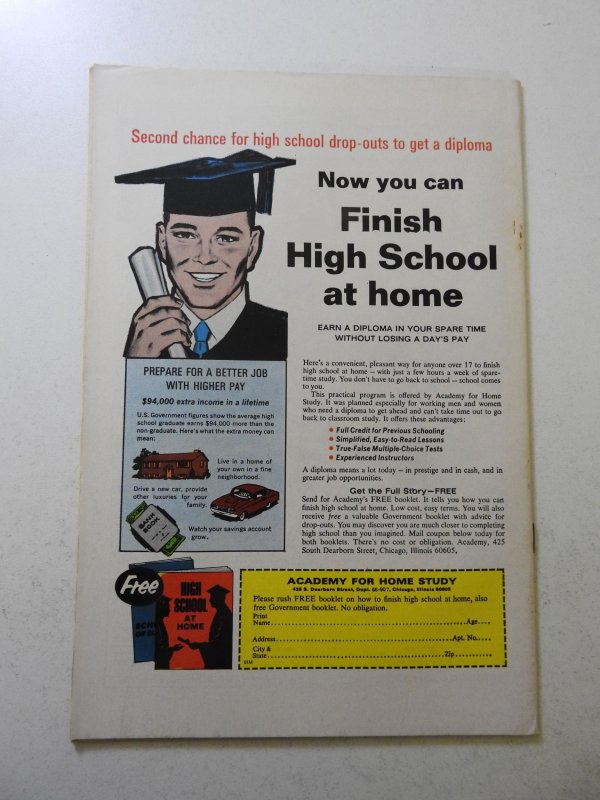 Second chance for high school drop-outs to get a diploma
Now you can
Finish
High School
at home
EARN A DIPLOMA IN YOUR SPARE TIME
WITHOUT LOSING A DAY'S PAY
PREPARE FOR A BETTER JOB
WITH HIGHER PAY
$94,000 extra income in a lifetime
U.S. Government figures show the average high
school graduate earns $94,000 more than the
non-graduate. Here's what the extra money can
mean:
Live in a home of
your own in a fine
neighborhood.
Drive a new car, provide
other luxuries for your
family.
BANK
BOOK
Watch your savings account
grow..
Here's a convenient, pleasant way for anyone over 17 to finish
high school at home — with just a few hours a week of spare-
time study. You don't have to go back to school — school comes
to you.
This practical program is offered by Academy for Home
Study. It was planned especially for working men and women
who need a diploma to get ahead and can't take time out to go
back to classroom study. It offers these advantages:
• Full Credit for Previous Schooling
• Simplified, Easy-to-Read Lessons
• True-False Multiple-Choice Tests
• Experienced Instructors
A diploma means a lot today — in prestige and in cash, and in
greater job opportunities.
Get the Full Story—FREE
Send for Academy's FREE booklet. It tells you how you can
finish high school at home. Low cost, easy terms. You will also
receive free a valuable Government booklet with advice for
drop-outs. You may discover you are much closer to completing
high school than you imagined. Mail coupon below today for
both booklets. There's no cost or obligation. Academy, 425
South Dearborn Street, Chicago, Illinois 60605.
Free
HIGH
SCHOOL
AT
HOME
ACADEMY FOR HOME STUDY
425 S. Dearborn Street, Dept. Chicago, Illinois 60605
Please rush FREE booklet on how to finish high school at home, also
free Government booklet. No obligation.
Print
Name Age
Address Apt. No.
City &
State Zip